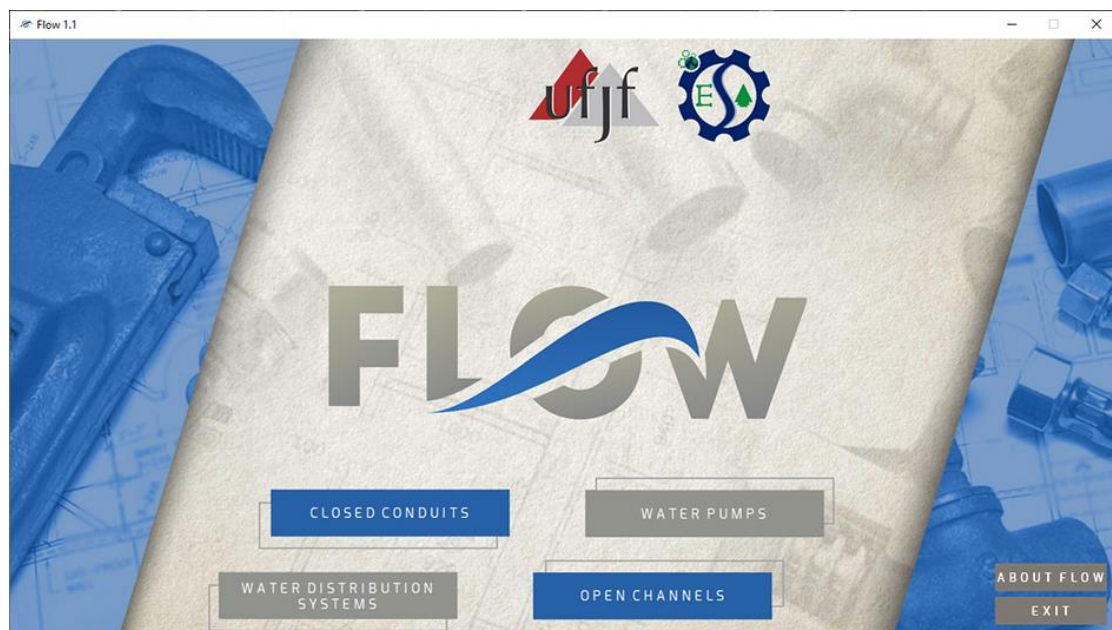 Flow 1.1
ufjf
ES
FLOW
CLOSED CONDUITS
WATER PUMPS
WATER DISTRIBUTION
SYSTEMS
OPEN CHANNELS
ABOUT FLOW
EXIT